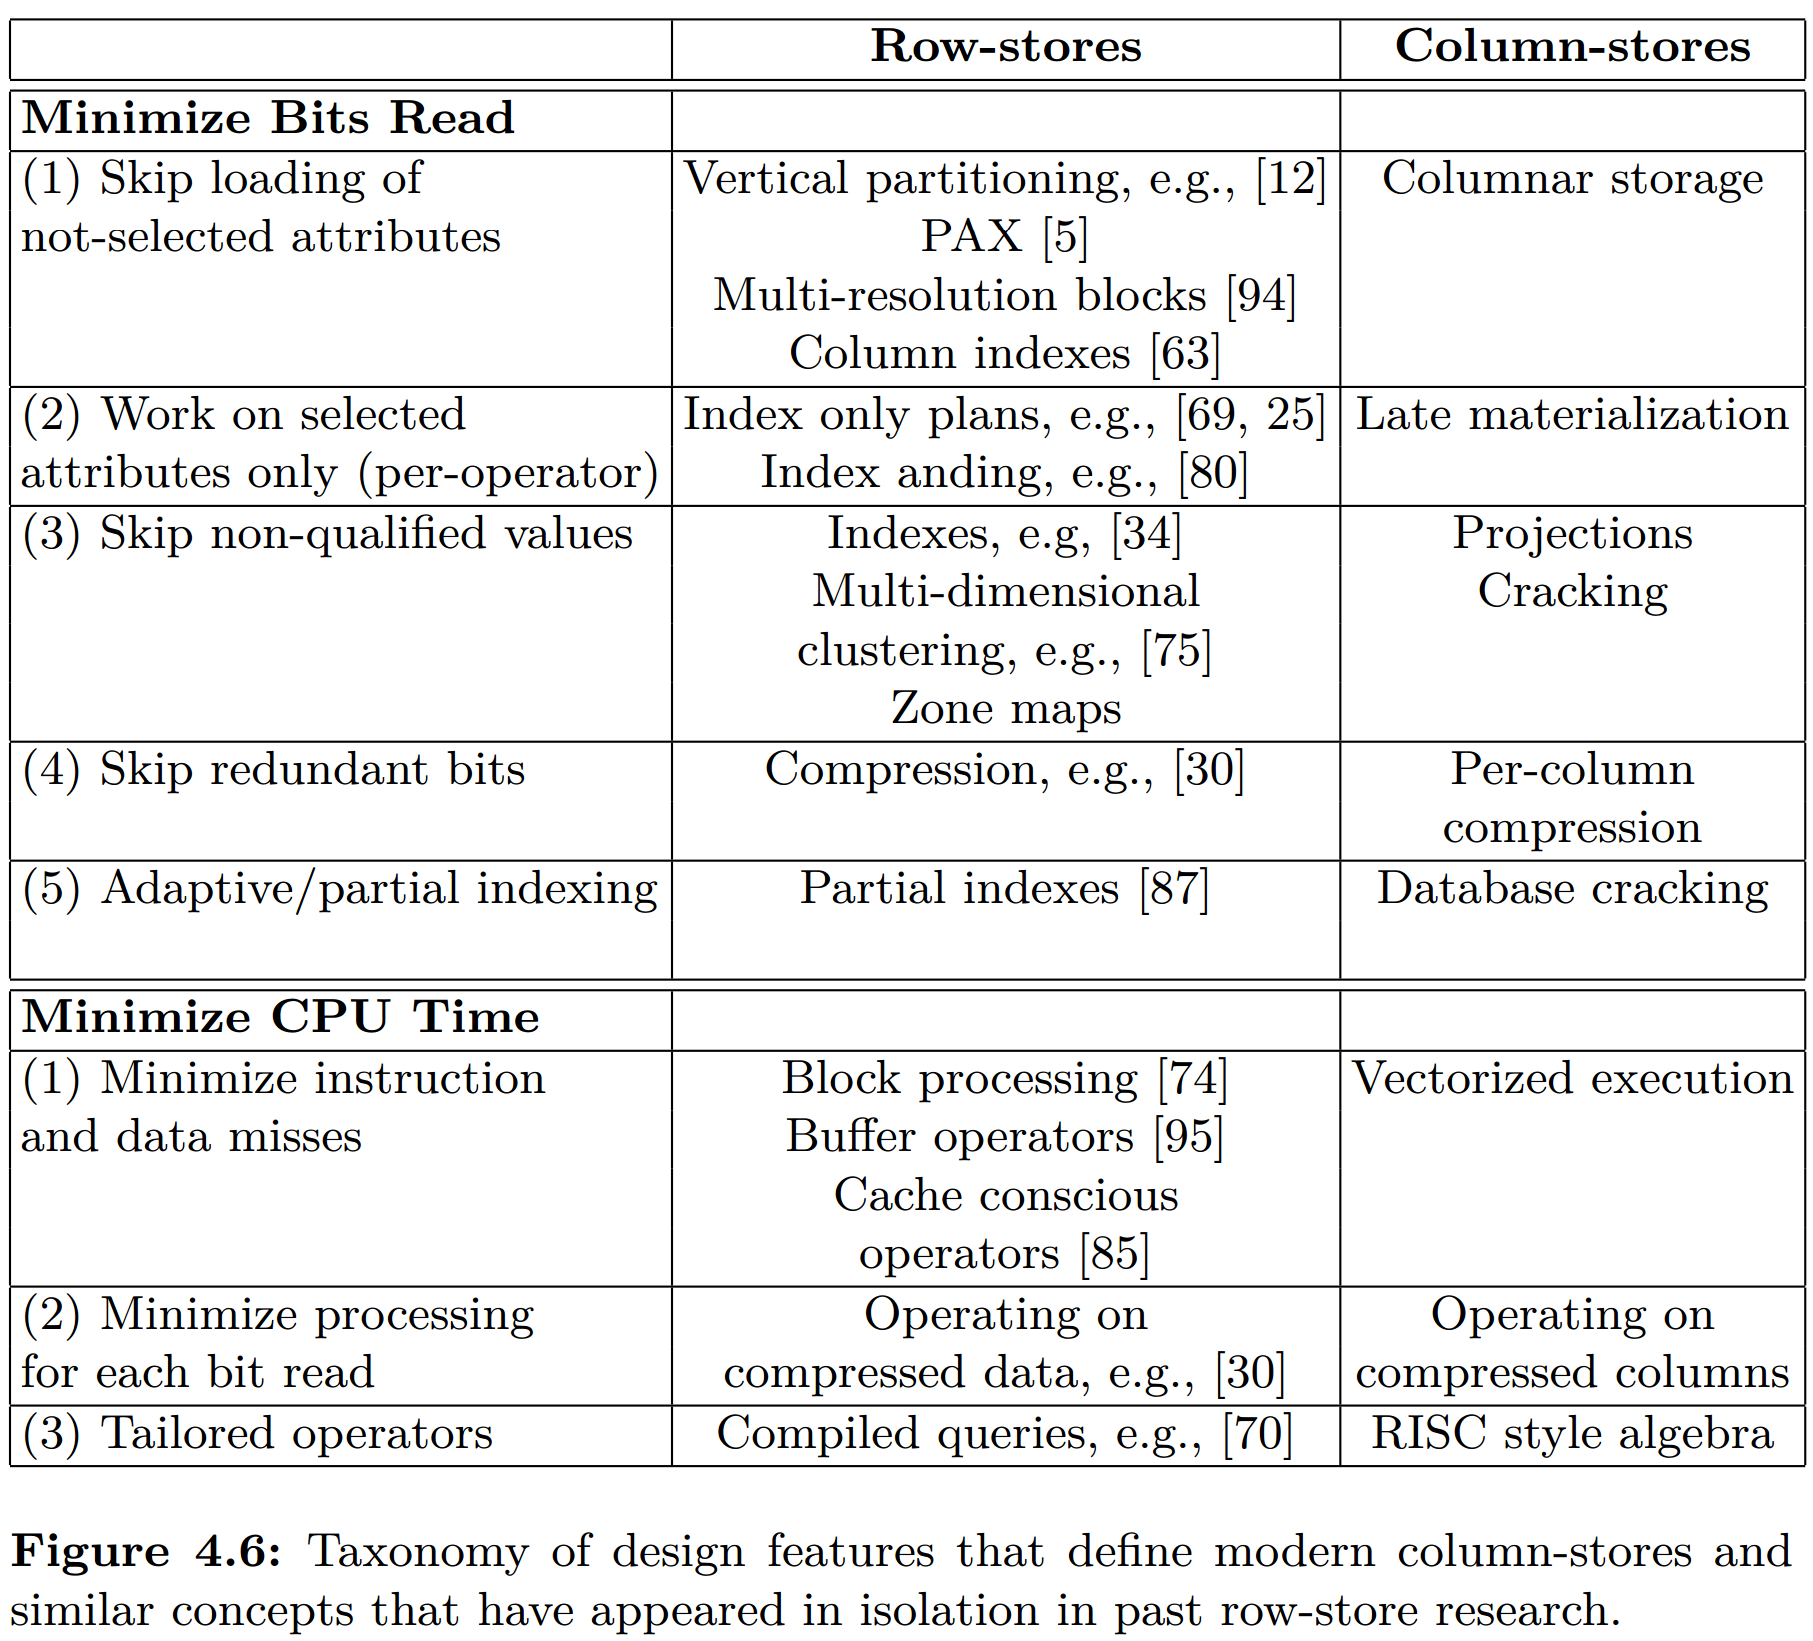 Row-stores Column-stores
Minimize Bits Read
(1) Skip loading of Vertical partitioning, e.g., [12] Columnar storage
not-selected attributes PAX [5]
Multi-resolution blocks [94]
Column indexes [63]
(2) Work on selected Index only plans, e.g., [69, 25] Late materialization
attributes only (per-operator) Index anding, e.g., [80]
(3) Skip non-qualified values Indexes, e.g, [34] Projections
Multi-dimensional Cracking
clustering, e.g., [75]
Zone maps
(4) Skip redundant bits Compression, e.g., [30] Per-column
compression
(5) Adaptive/partial indexing Partial indexes [87] Database cracking
Minimize CPU Time
(1) Minimize instruction Block processing [74] Vectorized execution
and data misses Buffer operators [95]
Cache conscious
operators [85]
(2) Minimize processing Operating on Operating on
for each bit read compressed data, e.g., [30] compressed columns
(3) Tailored operators Compiled queries, e.g., [70] RISC style algebra
Figure 4.6: Taxonomy of design features that define modern column-stores and
similar concepts that have appeared in isolation in past row-store research.